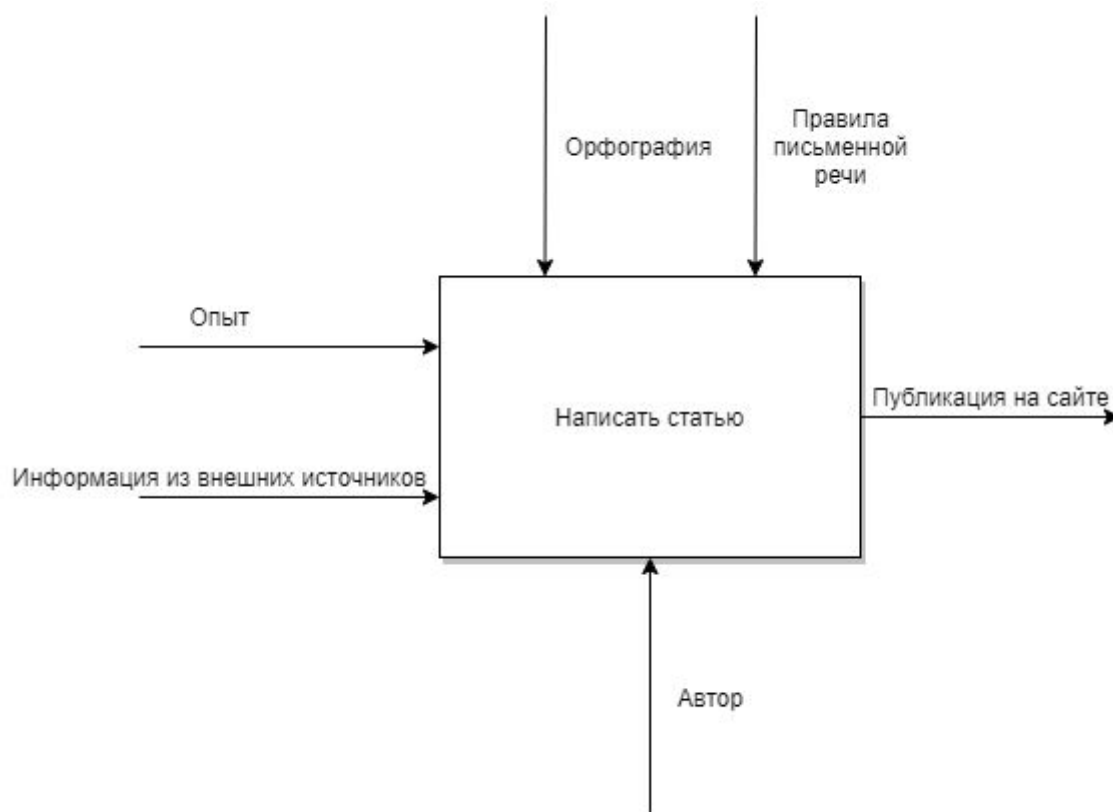 Орфография
Правила
письменной
речи
Опыт
Написать статью
Публикация на сайте
Информация из внешних источников
Автор